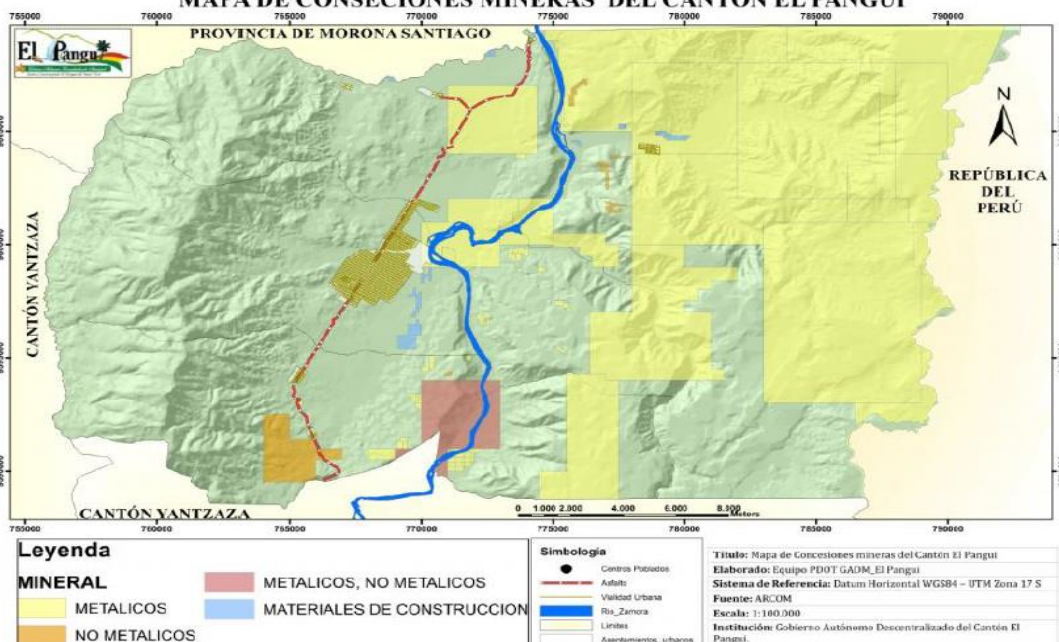 MAPA DE CONSECIONES MINERAS DEL CANTÓN EL PANGUI
755000 760000 765000 770000 775000 780000 785000 790000
El Pangui
PROVINCIA DE MORONA SANTIAGO
N
REPÚBLICA
DEL
PERÚ
CANTÓN YANTZAZA
CANTÓN YANTZAZA
0 1.000 2.000 4.000 6.000 8.000
Meters
755000 760000 765000 770000 775000 780000 785000 790000
Leyenda
MINERAL
METALICOS
NO METALICOS
METALICOS, NO METALICOS
MATERIALES DE CONSTRUCCION
Simbología
Centros Poblados
Asfalto
Vialidad Urbana
Rio_Zamora
Limites
Asentamientos_urbanos
Título: Mapa de Concesiones mineras del Cantón El Pangui
Elaborado: Equipo PDOT GADM_El Pangui
Sistema de Referencia: Datum Horizontal WGS84 – UTM Zona 17 S
Fuente: ARCOM
Escala: 1:100.000
Institución: Gobierno Autónomo Descentralizado del Cantón El
Pangui.